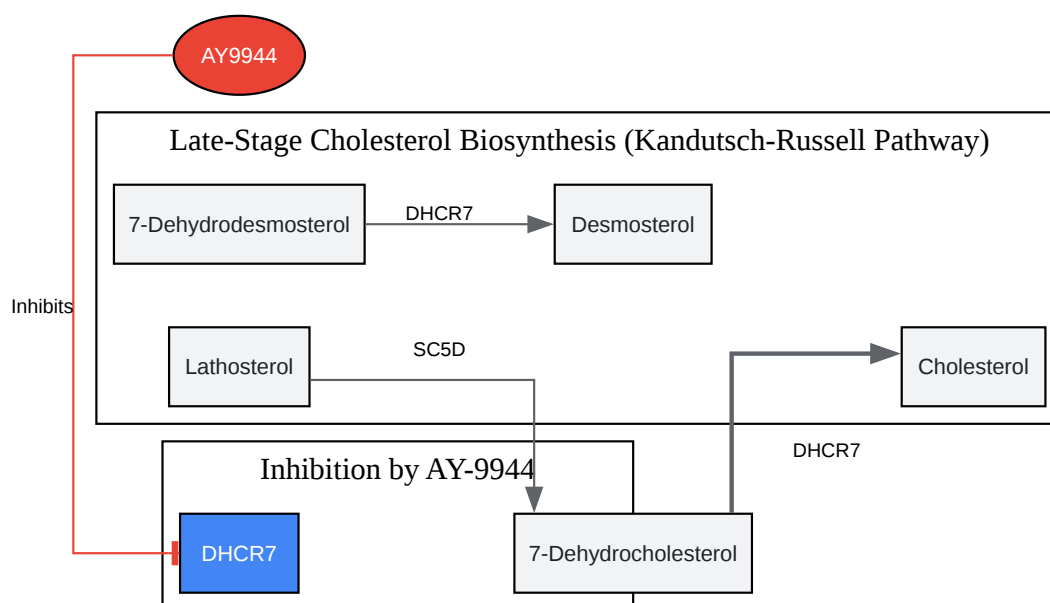 AY9944
Late-Stage Cholesterol Biosynthesis (Kandutsch-Russell Pathway)
7-Dehydrodesmosterol
DHCR7
Desmosterol
Inhibits
Lathosterol
SC5D
Cholesterol
DHCR7
Inhibition by AY-9944
DHCR7
7-Dehydrocholesterol